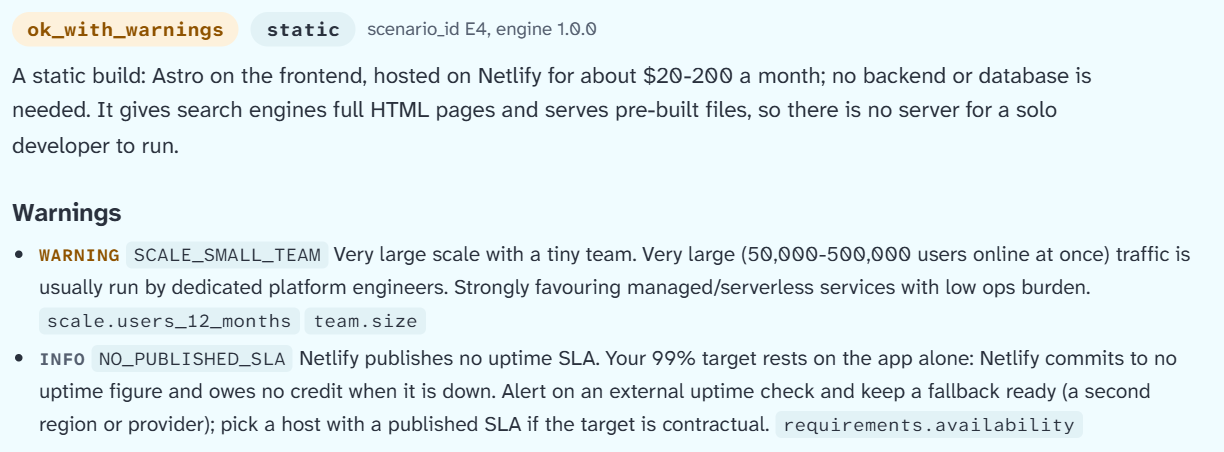 ok_with_warnings static scenario_id E4, engine 1.0.0
A static build: Astro on the frontend, hosted on Netlify for about $20-200 a month; no backend or database is
needed. It gives search engines full HTML pages and serves pre-built files, so there is no server for a solo
developer to run.
Warnings
• WARNING SCALE_SMALL_TEAM Very large scale with a tiny team. Very large (50,000-500,000 users online at once) traffic is
usually run by dedicated platform engineers. Strongly favouring managed/serverless services with low ops burden.
scale.users_12_months team.size
• INFO NO_PUBLISHED_SLA Netlify publishes no uptime SLA. Your 99% target rests on the app alone: Netlify commits to no
uptime figure and owes no credit when it is down. Alert on an external uptime check and keep a fallback ready (a second
region or provider); pick a host with a published SLA if the target is contractual. requirements.availability